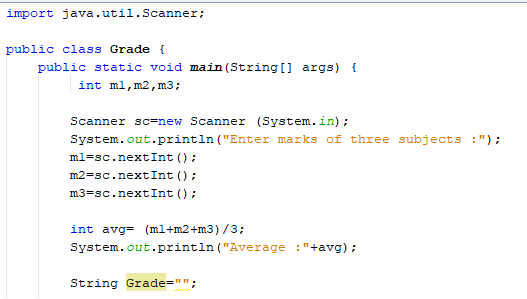 import java.util.Scanner;
public class Grade {
public static void main(String[] args) {
int m1,m2,m3;
Scanner sc=new Scanner (System.in);
System.out.println("Enter marks of three subjects :");
m1=sc.nextInt();
m2=sc.nextInt();
m3=sc.nextInt();
int avg= (m1+m2+m3)/3;
System.out.println("Average :"+avg);
String Grade="";